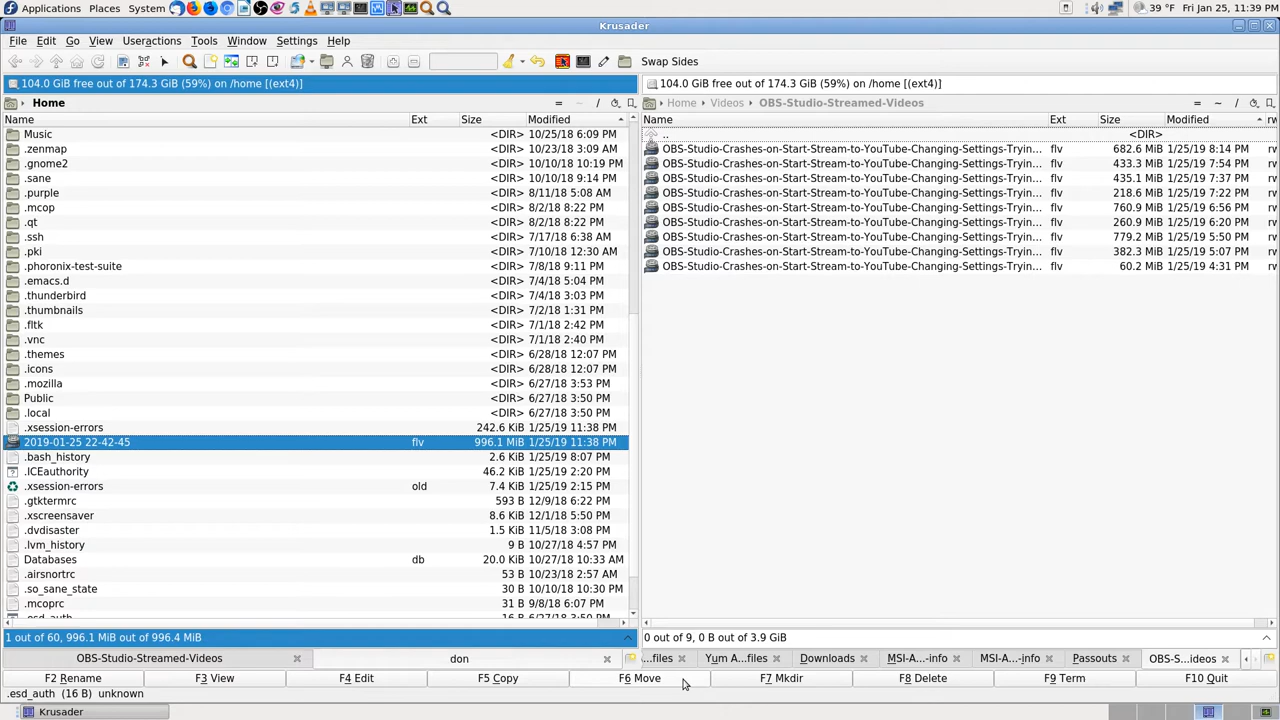 Applications Places System 39 °F Fri Jan 25, 11:39 PM
Krusader
File Edit Go View Useractions Tools Window Settings Help
Swap Sides
104.0 GiB free out of 174.3 GiB (59%) on /home [(ext4)] 104.0 GiB free out of 174.3 GiB (59%) on /home [(ext4)]
Home = ~ / Home Videos OBS-Studio-Streamed-Videos = ~ /
Name Ext Size Modified Name Ext Size Modified rw
Music <DIR> 10/25/18 6:09 PM .. <DIR>
.zenmap <DIR> 10/23/18 3:09 AM OBS-Studio-Crashes-on-Start-Stream-to-YouTube-Changing-Settings-Tryin... flv 682.6 MiB 1/25/19 8:14 PM rw
.gnome2 <DIR> 10/10/18 10:19 PM OBS-Studio-Crashes-on-Start-Stream-to-YouTube-Changing-Settings-Tryin... flv 433.3 MiB 1/25/19 7:54 PM rw
.sane <DIR> 10/10/18 9:14 PM OBS-Studio-Crashes-on-Start-Stream-to-YouTube-Changing-Settings-Tryin... flv 435.1 MiB 1/25/19 7:37 PM rw
.purple <DIR> 8/11/18 5:08 AM OBS-Studio-Crashes-on-Start-Stream-to-YouTube-Changing-Settings-Tryin... flv 218.6 MiB 1/25/19 7:22 PM rw
.mcop <DIR> 8/2/18 8:22 PM OBS-Studio-Crashes-on-Start-Stream-to-YouTube-Changing-Settings-Tryin... flv 760.9 MiB 1/25/19 6:56 PM rw
.qt <DIR> 8/2/18 8:22 PM OBS-Studio-Crashes-on-Start-Stream-to-YouTube-Changing-Settings-Tryin... flv 260.9 MiB 1/25/19 6:20 PM rw
.ssh <DIR> 7/17/18 6:38 AM OBS-Studio-Crashes-on-Start-Stream-to-YouTube-Changing-Settings-Tryin... flv 779.2 MiB 1/25/19 5:50 PM rw
.pki <DIR> 7/10/18 12:30 AM OBS-Studio-Crashes-on-Start-Stream-to-YouTube-Changing-Settings-Tryin... flv 382.3 MiB 1/25/19 5:07 PM rw
.phoronix-test-suite <DIR> 7/8/18 9:11 PM OBS-Studio-Crashes-on-Start-Stream-to-YouTube-Changing-Settings-Tryin... flv 60.2 MiB 1/25/19 4:31 PM rw
.emacs.d <DIR> 7/4/18 5:04 PM
.thunderbird <DIR> 7/4/18 3:03 PM
.thumbnails <DIR> 7/2/18 1:31 PM
.fltk <DIR> 7/1/18 2:42 PM
.vnc <DIR> 7/1/18 2:40 PM
.themes <DIR> 6/28/18 12:07 PM
.icons <DIR> 6/28/18 12:07 PM
.mozilla <DIR> 6/27/18 3:53 PM
Public <DIR> 6/27/18 3:50 PM
.local <DIR> 6/27/18 3:50 PM
.xsession-errors 242.6 KiB 1/25/19 11:38 PM
2019-01-25 22-42-45 flv 996.1 MiB 1/25/19 11:38 PM
.bash_history 2.6 KiB 1/25/19 8:07 PM
.ICEauthority 46.2 KiB 1/25/19 2:20 PM
.xsession-errors old 7.4 KiB 1/25/19 2:15 PM
.gtktermrc 593 B 12/9/18 6:22 PM
.xscreensaver 8.6 KiB 12/1/18 5:50 PM
.dvdisaster 1.5 KiB 11/5/18 3:08 PM
.lvm_history 9 B 10/27/18 4:57 PM
Databases db 20.0 KiB 10/27/18 10:33 AM
.airsnortrc 53 B 10/23/18 2:57 AM
.so_sane_state 30 B 10/10/18 10:30 PM
.mcoprc 31 B 9/8/18 6:07 PM
.esd_auth 16 B 6/27/18 3:50 PM
1 out of 60, 996.1 MiB out of 996.4 MiB 0 out of 9, 0 B out of 3.9 GiB
OBS-Studio-Streamed-Videos don ...files Yum A...files Downloads MSI-A...-info MSI-A...-info Passouts OBS-S...ideos
F2 Rename F3 View F4 Edit F5 Copy F6 Move F7 Mkdir F8 Delete F9 Term F10 Quit
.esd_auth (16 B) unknown
Krusader